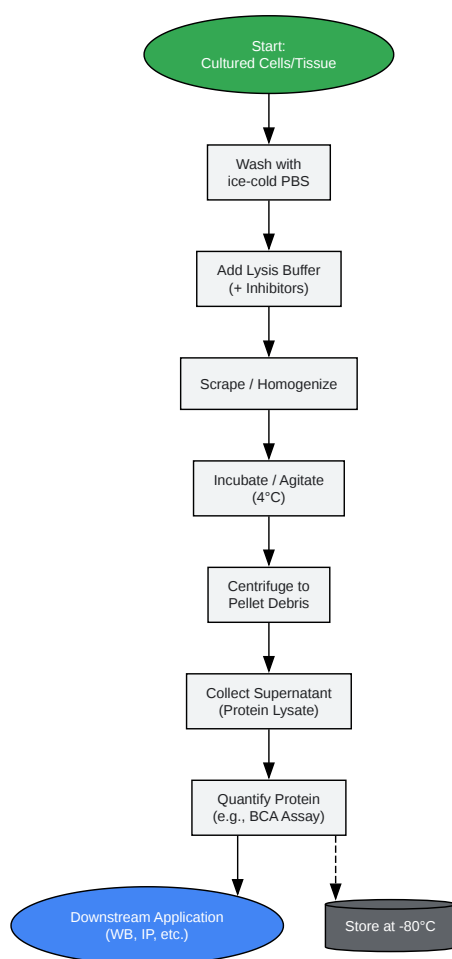 Start:
Cultured Cells/Tissue
Wash with
ice-cold PBS
Add Lysis Buffer
(+ Inhibitors)
Scrape / Homogenize
Incubate / Agitate
(4°C)
Centrifuge to
Pellet Debris
Collect Supernatant
(Protein Lysate)
Quantify Protein
(e.g., BCA Assay)
Downstream Application
(WB, IP, etc.)
Store at -80°C